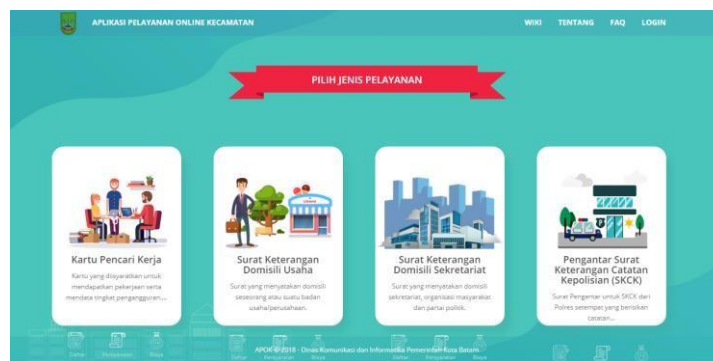 APLIKASI PELAYANAN ONLINE KECAMATAN
WIKI TENTANG FAQ LOGIN
PILIH JENIS PELAYANAN
Kartu Pencari Kerja
Kartu yang disyaratkan untuk
mendapatkan pekerjaan serta
mendata tingkat pengangguran...
Surat Keterangan
Domisili Usaha
Surat yang menyatakan domisili
seseorang atau suatu badan
usaha/perusahaan.
Surat Keterangan
Domisili Sekretariat
Surat yang menyatakan domisili
sekretariat, organisasi masyarakat
dan partai politik.
Pengantar Surat
Keterangan Catatan
Kepolisian (SKCK)
Surat Pengantar untuk SKCK dari
Polres setempat yang berisikan
catatan...
Daftar Persyaratan Biaya
APOK © 2018 - Dinas Komunikasi dan Informatika Pemerintah Kota Batam.